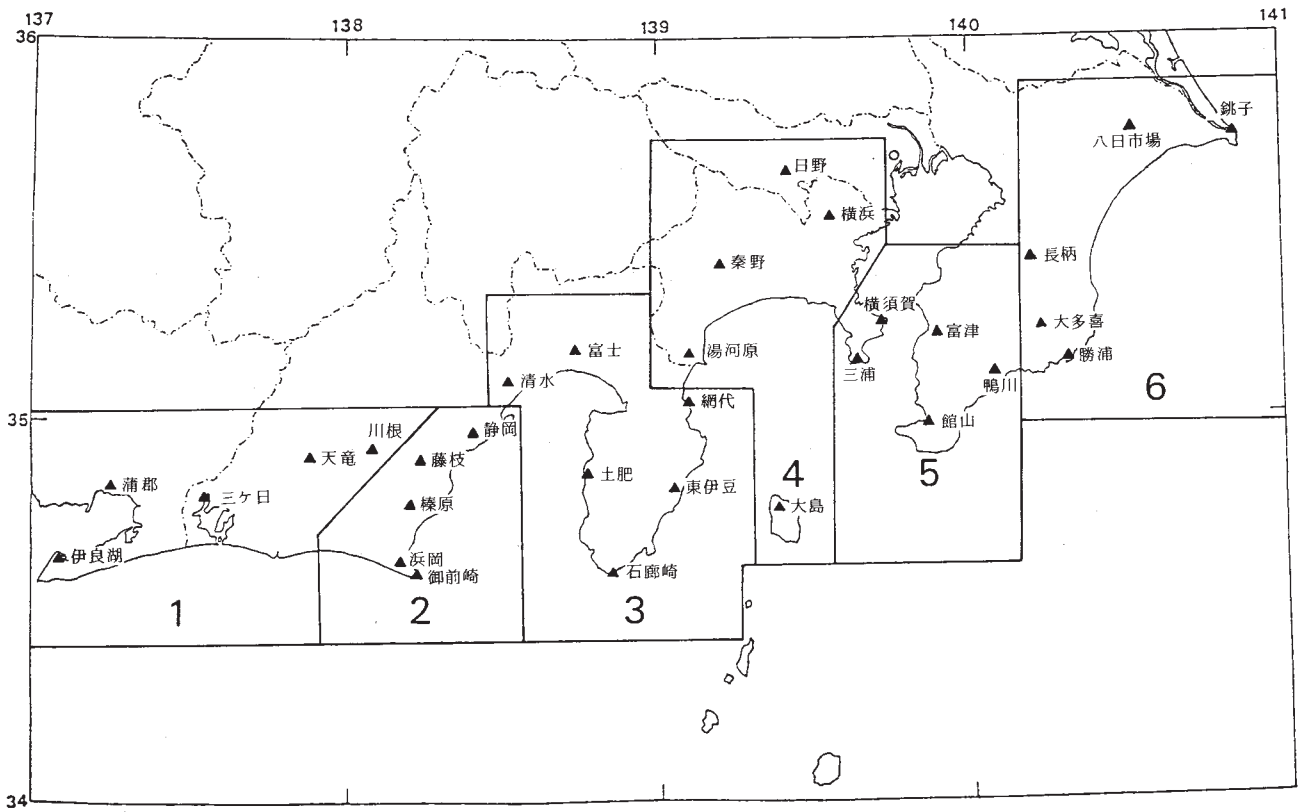 137
138
139
140
141
36
銚子
八日市場
日野
横浜
秦野
長柄
横須賀
大多喜
富津
富士
湯河原
勝浦
三浦
鴨川
清水
6
網代
川根
静岡
館山
35
天竜
藤枝
4
5
土肥
蒲郡
東伊豆
三ケ日
榛原
大島
伊良湖
浜岡
御前崎
石廊崎
1
2
3
34